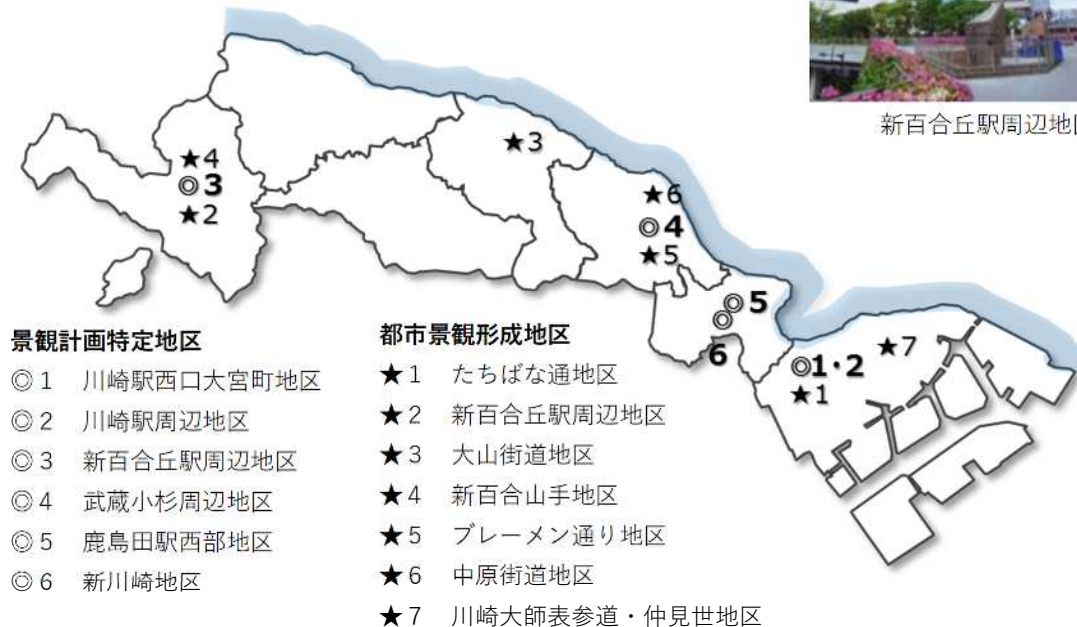 新百合丘駅周辺地
★4
◎3
★2
★3
★6
◎4
★5
◎5
◎
6
★7
◎1・2
★1
景観計画特定地区
◎1 川崎駅西口大宮町地区
◎2 川崎駅周辺地区
◎3 新百合丘駅周辺地区
◎4 武蔵小杉周辺地区
◎5 鹿島田駅西部地区
◎6 新川崎地区
都市景観形成地区
★1 たちばな通地区
★2 新百合丘駅周辺地区
★3 大山街道地区
★4 新百合山手地区
★5 ブレーメン通り地区
★6 中原街道地区
★7 川崎大師表参道・仲見世地区